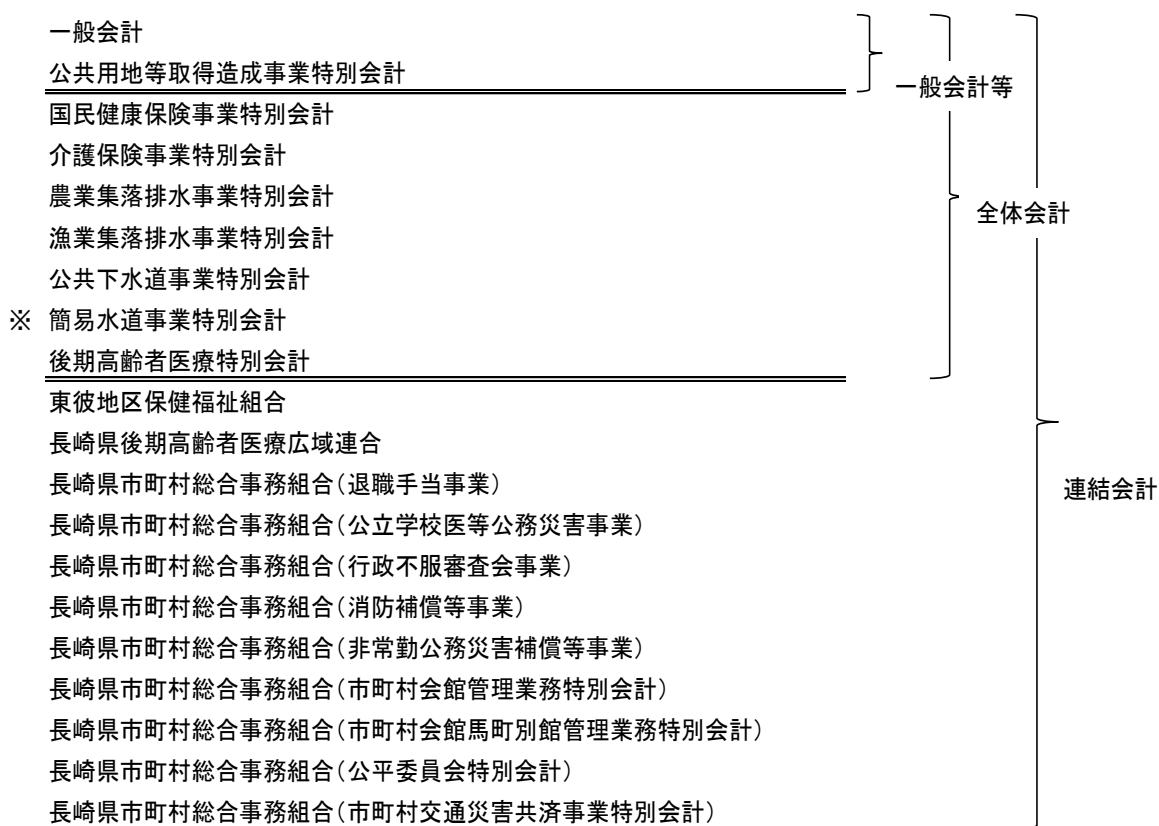 一般会計
公共用地等取得造成事業特別会計
一般会計等
国民健康保険事業特別会計
介護保険事業特別会計
農業集落排水事業特別会計
全体会計
漁業集落排水事業特別会計
公共下水道事業特別会計
※ 簡易水道事業特別会計
後期高齢者医療特別会計
東彼地区保健福祉組合
長崎県後期高齢者医療広域連合
長崎県市町村総合事務組合（退職手当事業）
連結会計
長崎県市町村総合事務組合（公立学校医等公務災害事業）
長崎県市町村総合事務組合（行政不服審査会事業）
長崎県市町村総合事務組合（消防補償等事業）
長崎県市町村総合事務組合（非常勤公務災害補償等事業）
長崎県市町村総合事務組合（市町村会館管理業務特別会計）
長崎県市町村総合事務組合（市町村会館馬町別館管理業務特別会計）
長崎県市町村総合事務組合（公平委員会特別会計）
長崎県市町村総合事務組合（市町村交通災害共済事業特別会計）